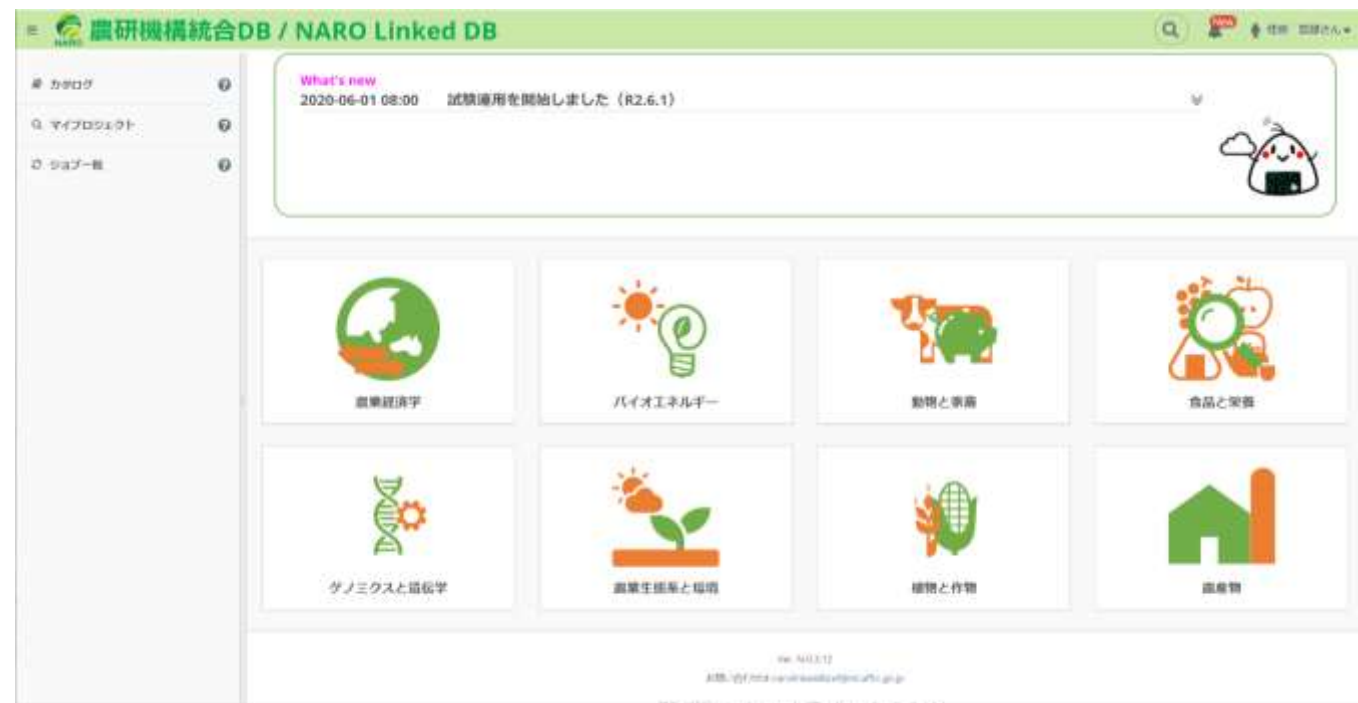 NARO 農研機構統合DB / NARO Linked DB
New
カタログ
マイプロジェクト
ジョブ一覧
What's new
2020-06-01 08:00 試験運用を開始しました（R2.6.1）
農業経済学 バイオエネルギー 動物と家畜 食品と栄養
ゲノミクスと遺伝学 農業生態系と環境 植物と作物 農産物